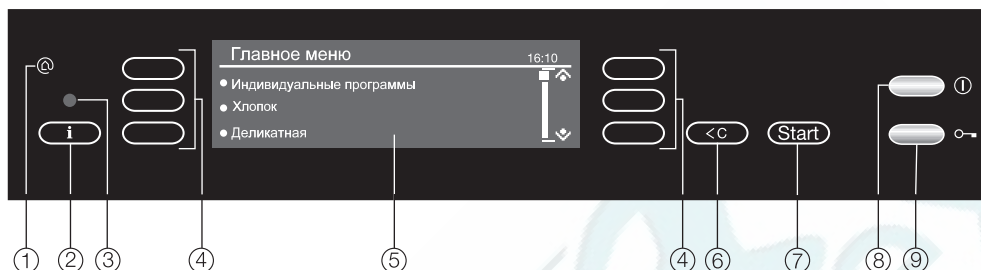 Главное меню 16:10
@
• Индивидуальные программы
• Хлопок
• Деликатная
i <C Start
1 2 3 4 5 4 6 7 8 9